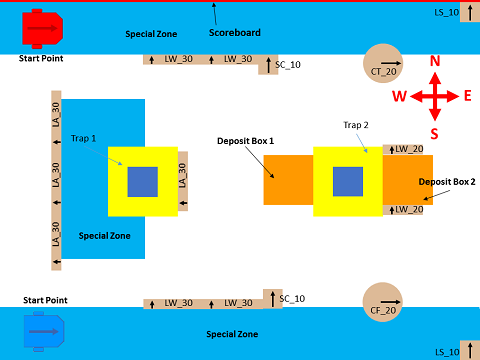 Special Zone
Scoreboard
LS_10
Start Point
LW_30
LW_30
SC_10
CT_20
N
W
E
S
LA_30
LA_30
LA_30
Trap 1
LA_30
Special Zone
Deposit Box 1
Trap 2
LW_20
Deposit Box 2
LW_20
Start Point
LW_30
LW_30
SC_10
CF_20
Special Zone
LS_10